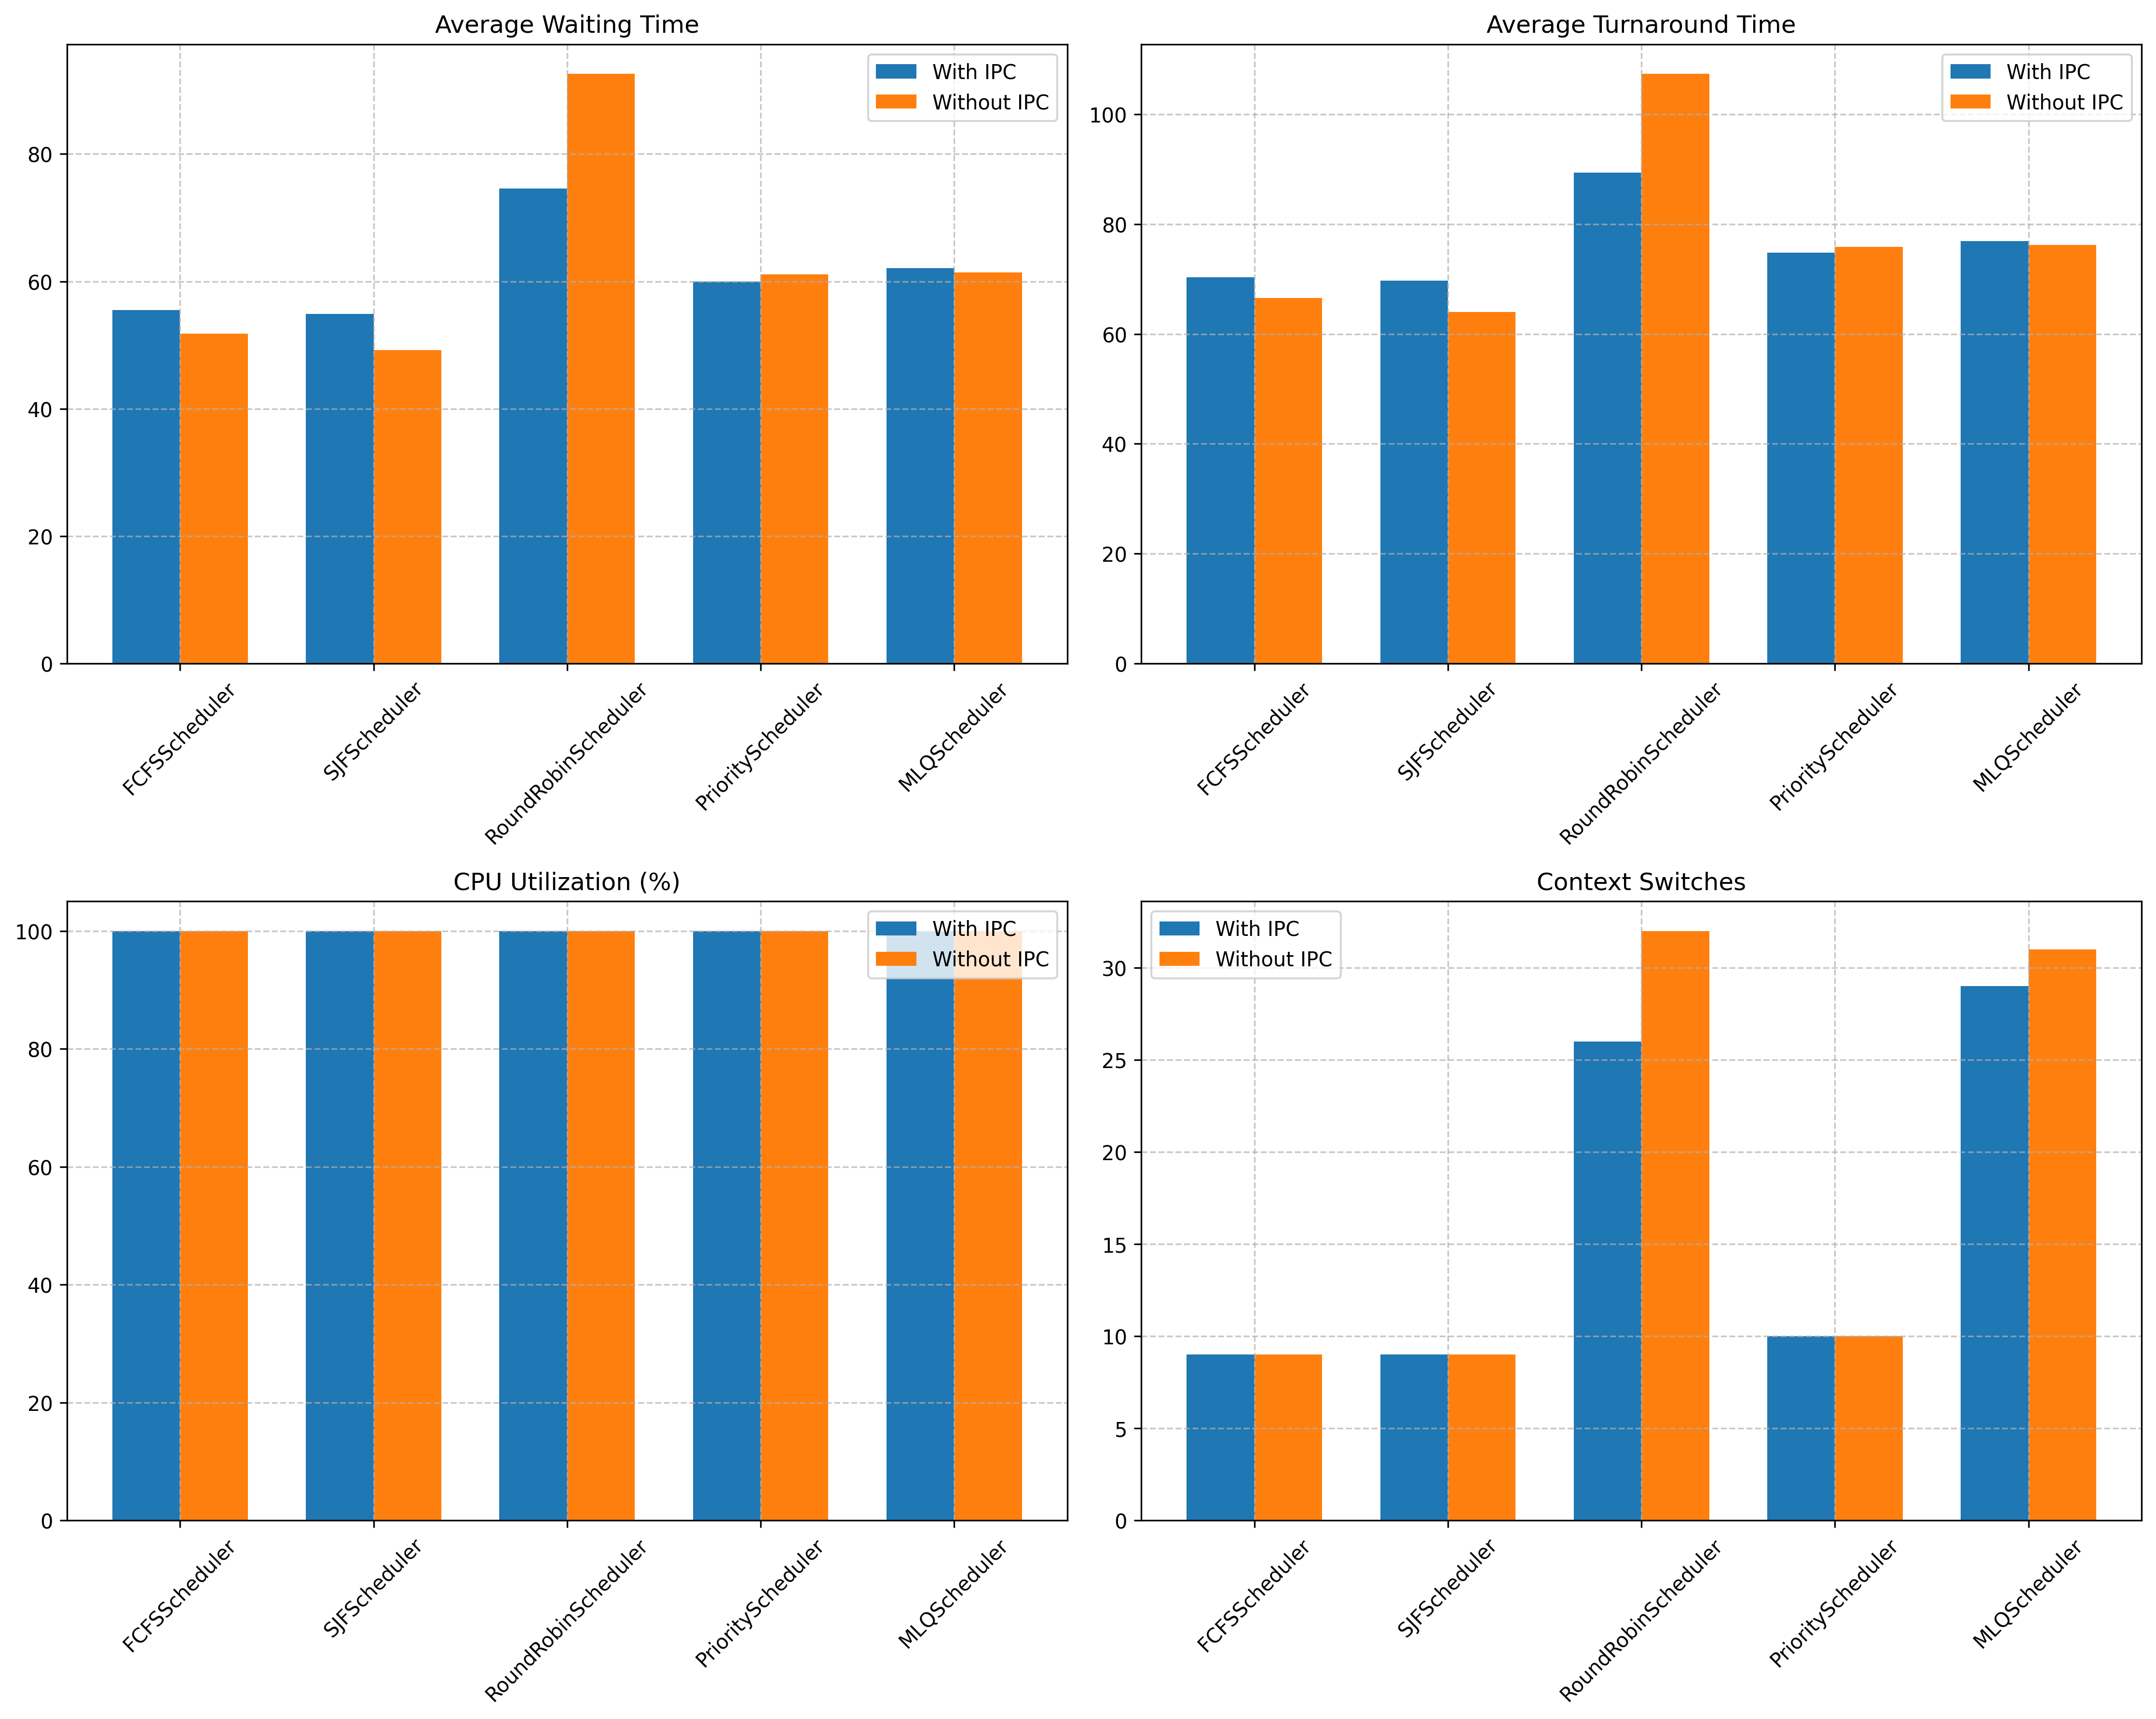 Average Waiting Time
With IPC
Without IPC
80
60
40
20
0
FCFSScheduler
SJFScheduler
RoundRobinScheduler
PriorityScheduler
MLQScheduler
Average Turnaround Time
With IPC
Without IPC
100
80
60
40
20
0
FCFSScheduler
SJFScheduler
RoundRobinScheduler
PriorityScheduler
MLQScheduler
CPU Utilization (%)
With IPC
Without IPC
100
80
60
40
20
0
FCFSScheduler
SJFScheduler
RoundRobinScheduler
PriorityScheduler
MLQScheduler
Context Switches
With IPC
Without IPC
30
25
20
15
10
5
0
FCFSScheduler
SJFScheduler
RoundRobinScheduler
PriorityScheduler
MLQScheduler